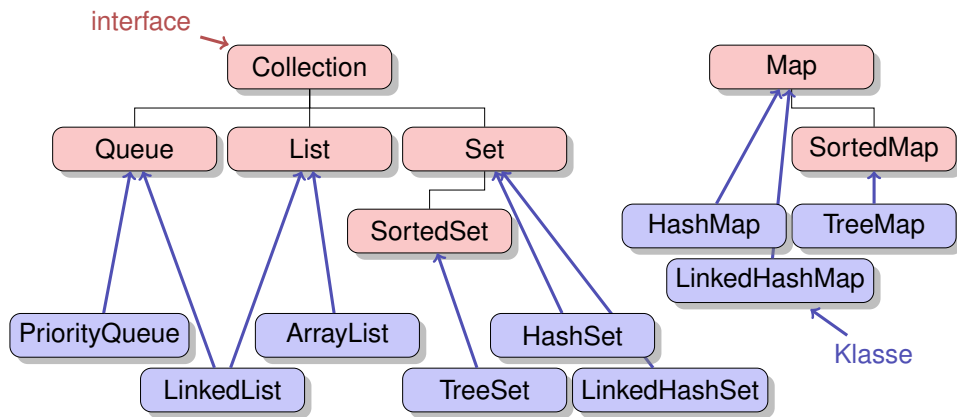 interface
Collection
Map
Queue
List
Set
SortedMap
SortedSet
HashMap
TreeMap
LinkedHashMap
PriorityQueue
ArrayList
HashSet
Klasse
LinkedList
TreeSet
LinkedHashSet